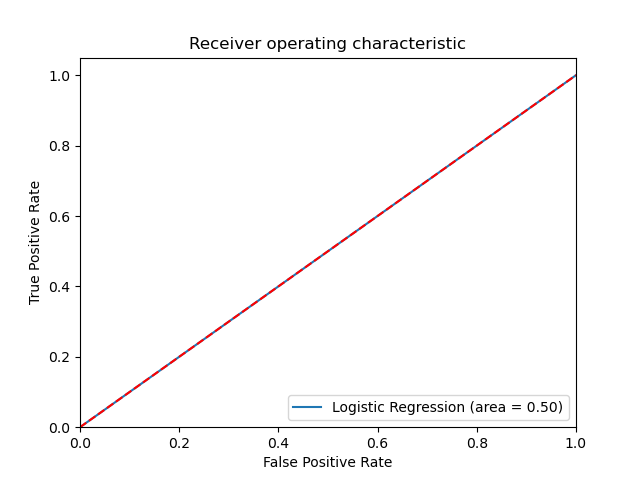 Receiver operating characteristic
True Positive Rate
1.0
0.8
0.6
0.4
0.2
0.0
Logistic Regression (area = 0.50)
0.0 0.2 0.4 0.6 0.8 1.0
False Positive Rate